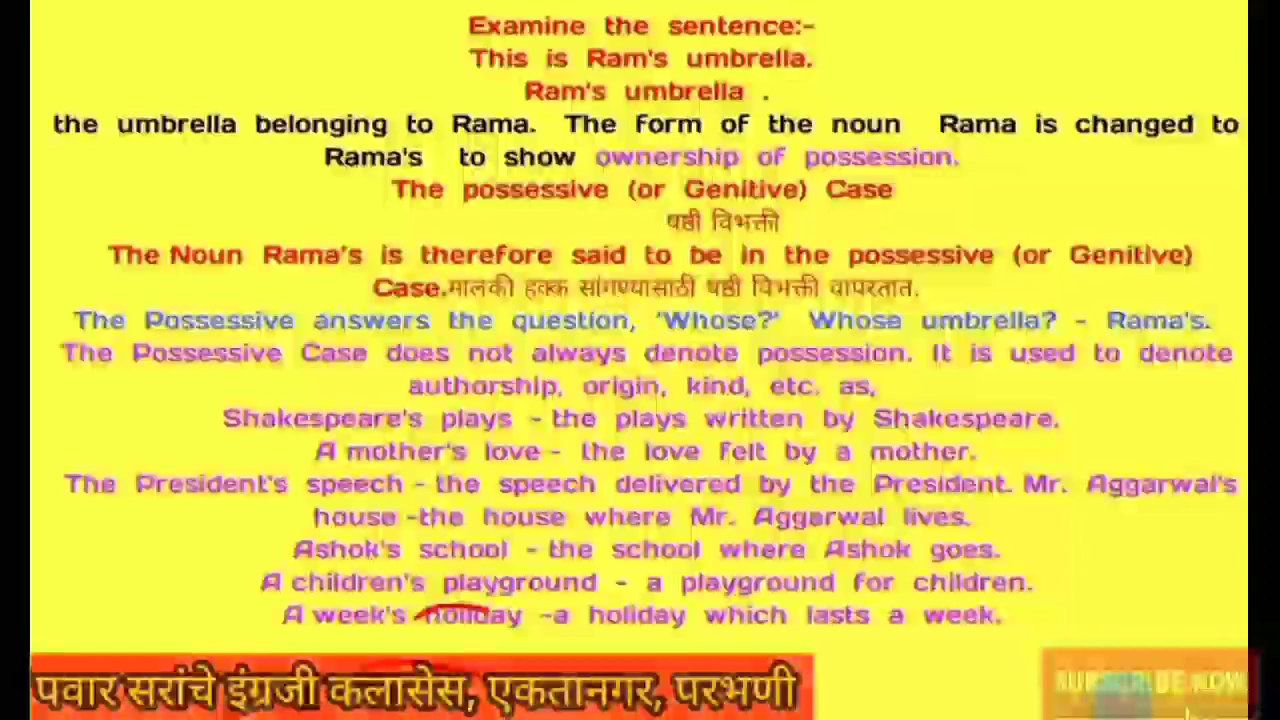 Examine the sentence:-
This is Ram's umbrella.
Ram's umbrella .
the umbrella belonging to Rama. The form of the noun Rama is changed to
Rama's to show ownership of possession.
The possessive (or Genitive) Case
षष्ठी विभक्ती
The Noun Rama's is therefore said to be in the possessive (or Genitive)
Case.मालकी हक्क सांगण्यासाठी षष्ठी विभक्ती वापरतात.
The Possessive answers the question, 'Whose?' Whose umbrella? - Rama's.
The Possessive Case does not always denote possession. It is used to denote
authorship, origin, kind, etc. as,
Shakespeare's plays - the plays written by Shakespeare.
A mother's love - the love felt by a mother.
The President's speech - the speech delivered by the President. Mr. Aggarwal's
house -the house where Mr. Aggarwal lives.
Ashok's school - the school where Ashok goes.
A children's playground - a playground for children.
A week's holiday -a holiday which lasts a week.
पवार सरांचे इंग्रजी कलासेस, एकतानगर, परभणी
SUBSCRIBE NOW